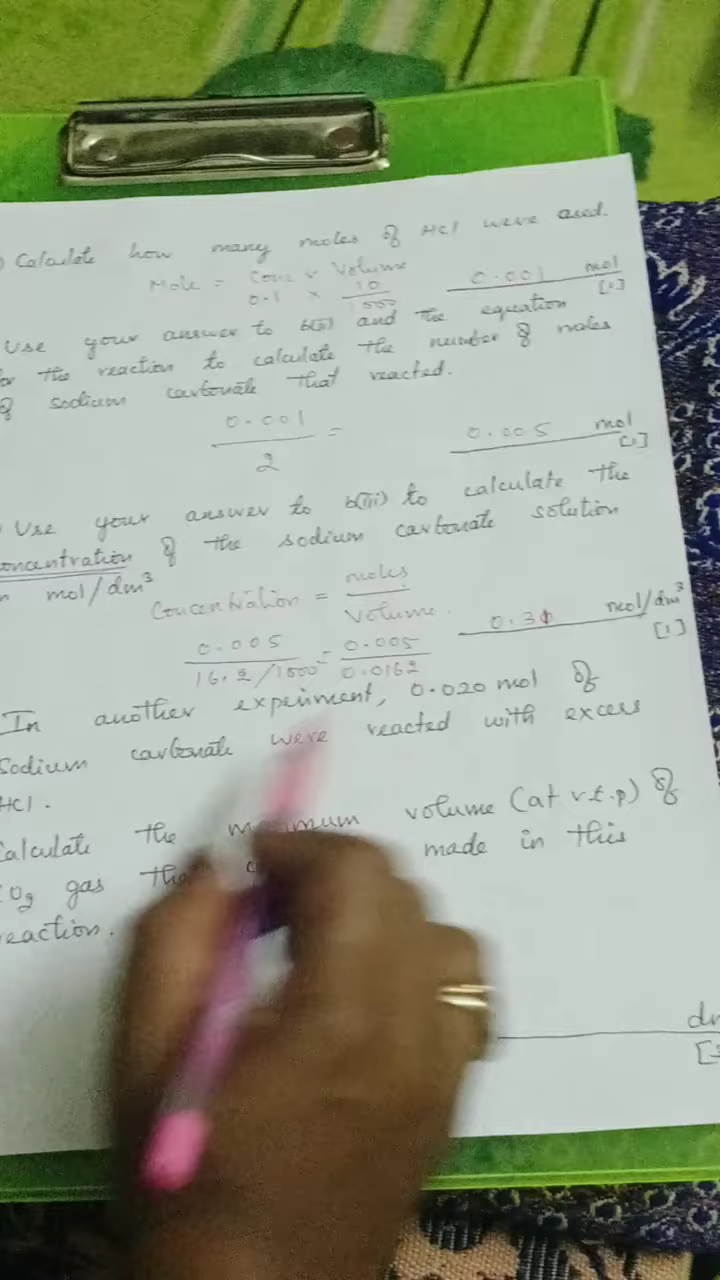 ) Calculate how many moles of HCl were used.
Mole = Conc x Volume
0.1 x 10/1000 0.001 mol
[1]
Use your answer to b(ii) and the equation
for the reaction to calculate the number of moles
of sodium carbonate that reacted.
0.001/2 = 0.005 mol
[1]
) Use your answer to b(iii) to calculate the
concentration of the sodium carbonate solution
in mol/dm³
Concentration = moles/Volume.
0.005/16.2/1000 = 0.005/0.0162 0.30 mol/dm³
[1]
In another experiment, 0.020 mol of
Sodium carbonate were reacted with excess
HCl.
Calculate the volume (at r.t.p) of
CO₂ gas made in this
reaction.